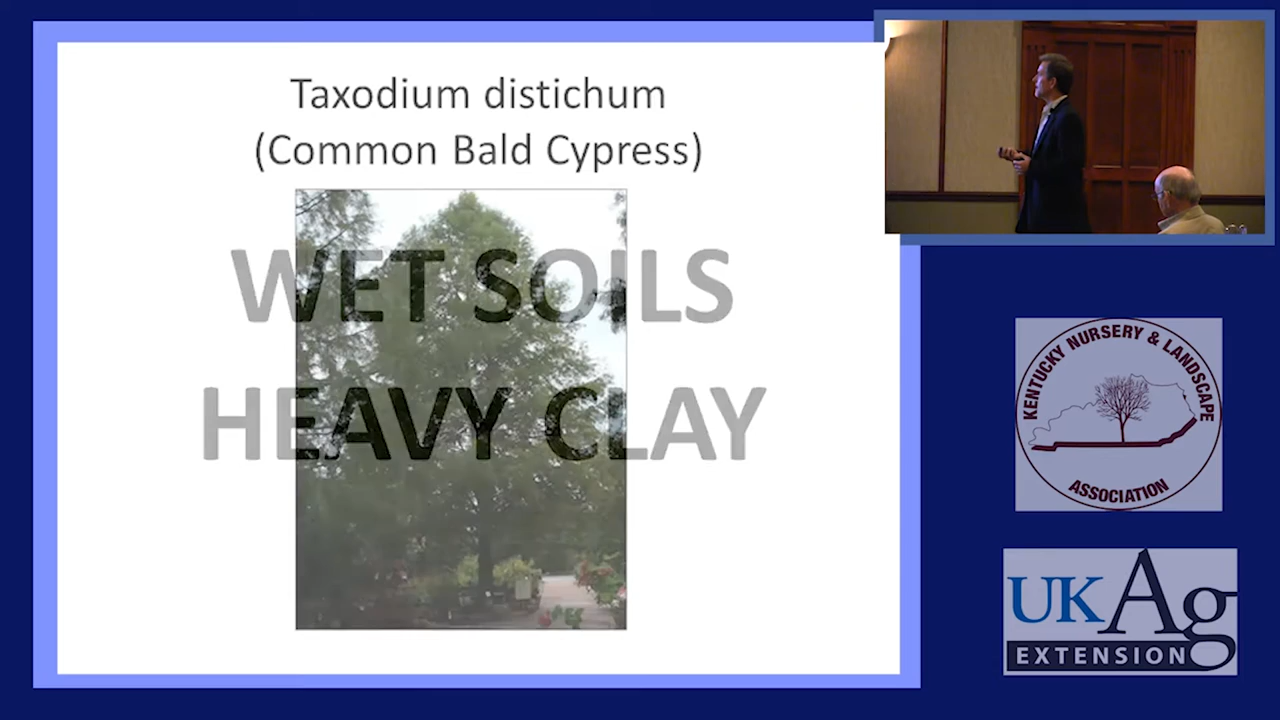 Taxodium distichum
(Common Bald Cypress)
WET SOILS
HEAVY CLAY
KENTUCKY NURSERY & LANDSCAPE
ASSOCIATION
UKAg
EXTENSION